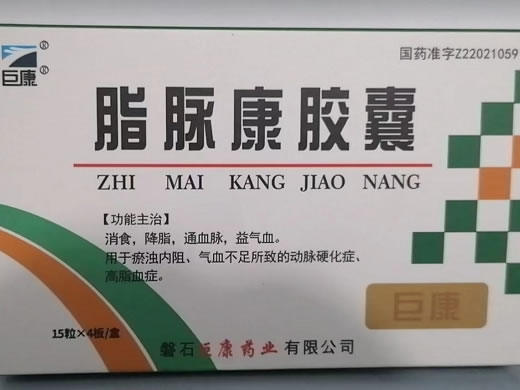 巨康®
®
国药准字Z22021059
脂脉康胶囊
ZHI MAI KANG JIAO NANG
【功能主治】
消食，降脂，通血脉，益气血。
用于瘀浊内阻、气血不足所致的动脉硬化症、
高脂血症。
巨康
15粒×4板/盒
磐石巨康药业有限公司